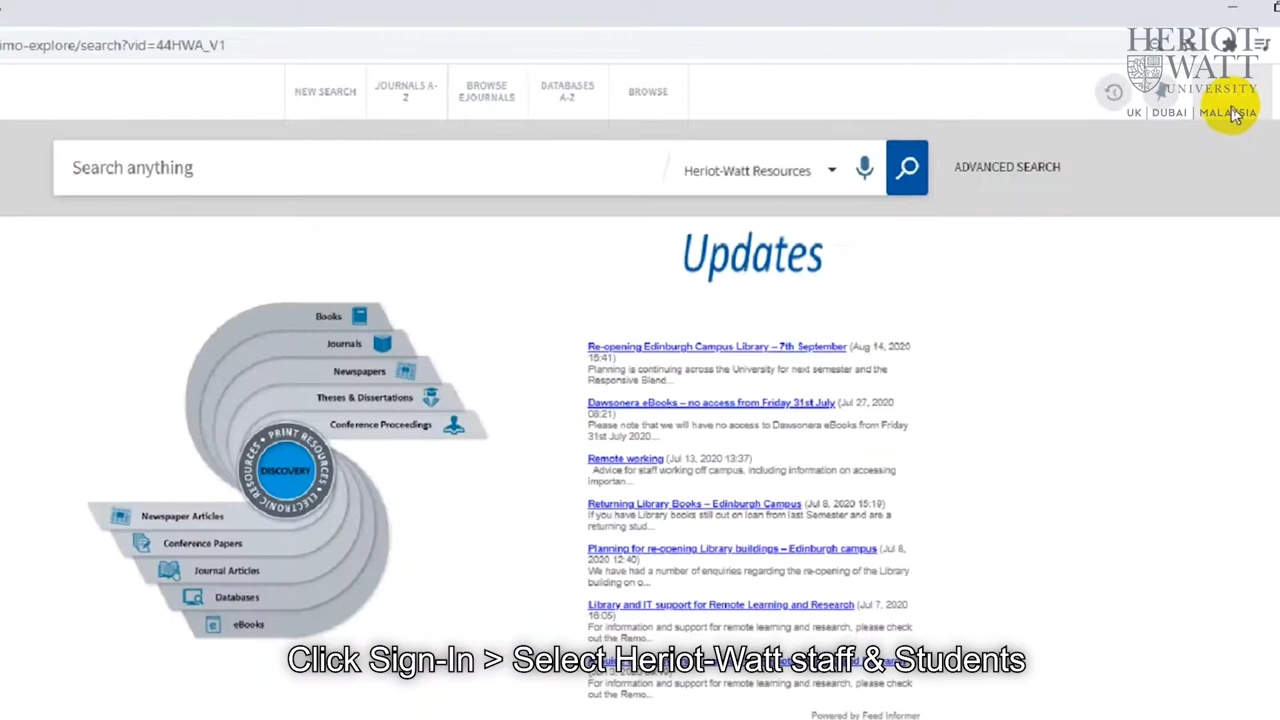 imo-explore/search?vid=44HWA_V1
HERIOT
WATT
UNIVERSITY
UK | DUBAI | MALAYSIA
NEW SEARCH
JOURNALS A-
Z
BROWSE
EJOURNALS
DATABASES
A-Z
BROWSE
Search anything
Heriot-Watt Resources
ADVANCED SEARCH
Updates
Books
Journals
Newspapers
Theses & Dissertations
Conference Proceedings
PRINT RESOURCES
DISCOVERY
ELECTRONIC RESOURCES
Newspaper Articles
Conference Papers
Journal Articles
Databases
eBooks
Re-opening Edinburgh Campus Library – 7th September (Aug 14, 2020
15:41)
Planning is continuing across the University for next semester and the
Responsive Blend...
Dawsonera eBooks – no access from Friday 31st July (Jul 27, 2020
08:21)
Please note that we will have no access to Dawsonera eBooks from Friday
31st July 2020....
Remote working (Jul 13, 2020 13:37)
Advice for staff working off campus, including information on accessing
importan...
Returning Library Books – Edinburgh Campus (Jul 8, 2020 15:19)
If you have Library books still out on loan from last Semester and are a
returning stud...
Planning for re-opening Library buildings – Edinburgh campus (Jul 8,
2020 12:40)
We have had a number of enquiries regarding the re-opening of the Library
building on o...
Library and IT support for Remote Learning and Research (Jul 7, 2020
16:05)
For information and support for remote learning and research, please check
out the Remo...
Click Sign-In > Select Heriot-Watt staff & Students
For information and support for remote learning and research, please check
out the Remo...
Powered by Feed Informer